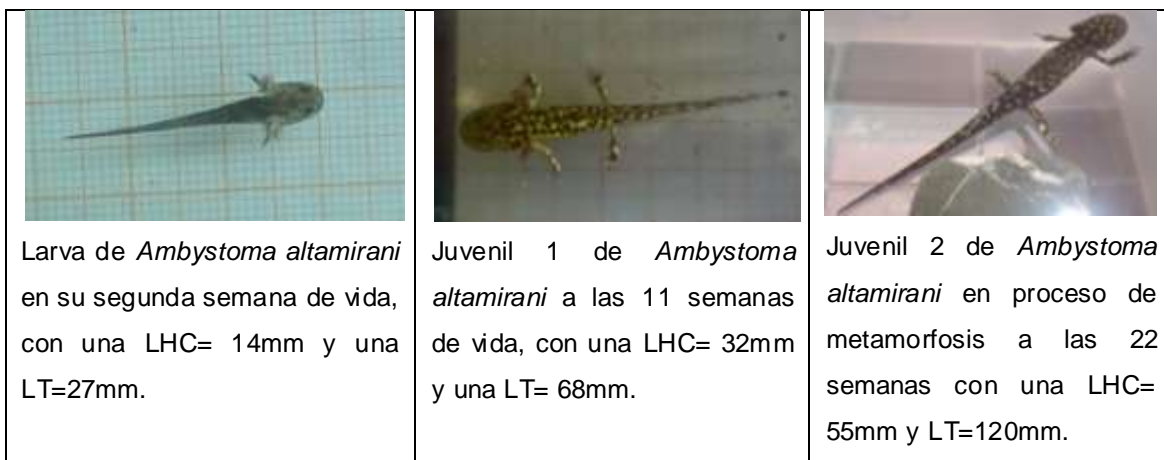 Larva de Ambystoma altamirani
en su segunda semana de vida,
con una LHC= 14mm y una
LT=27mm.
Juvenil 1 de Ambystoma
altamirani a las 11 semanas
de vida, con una LHC= 32mm
y una LT= 68mm.
Juvenil 2 de Ambystoma
altamirani en proceso de
metamorfosis a las 22
semanas con una LHC=
55mm y LT=120mm.